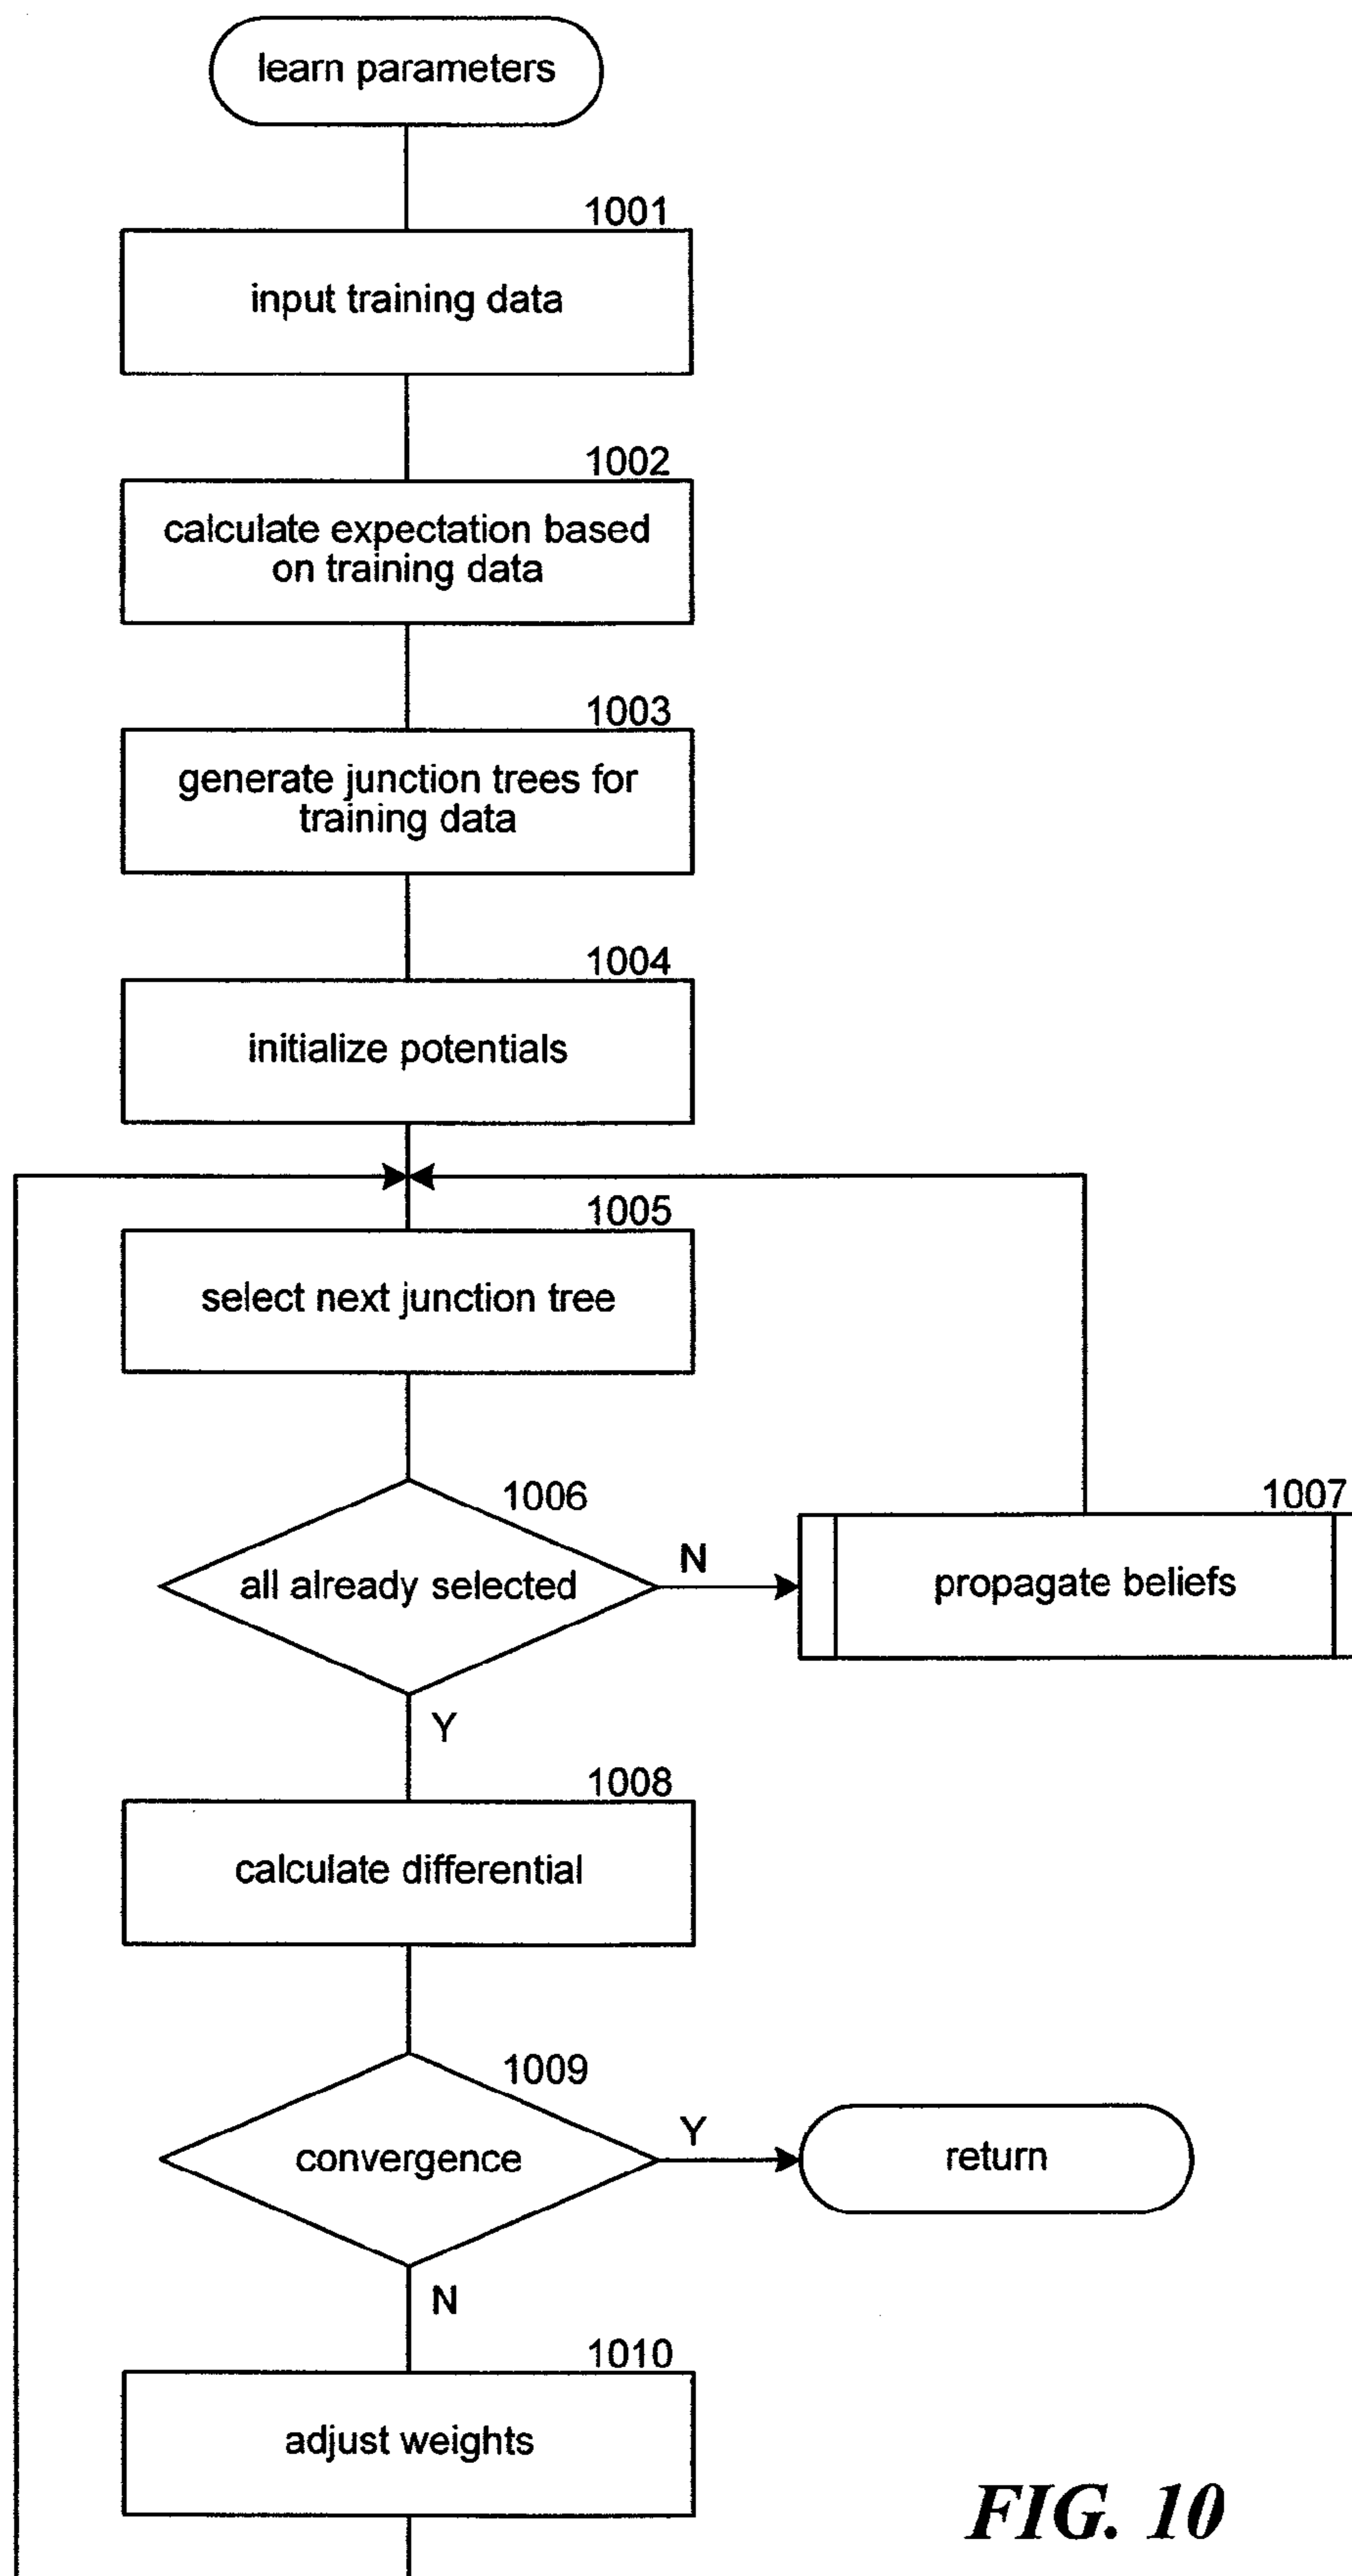 learn parameters
1001
input training data
1002
calculate expectation based
on training data
1003
generate junction trees for
training data
1004
initialize potentials
1005
select next junction tree
1006
all already selected
N
1007
propagate beliefs
Y
1008
calculate differential
1009
convergence
Y
return
N
1010
adjust weights
FIG. 10